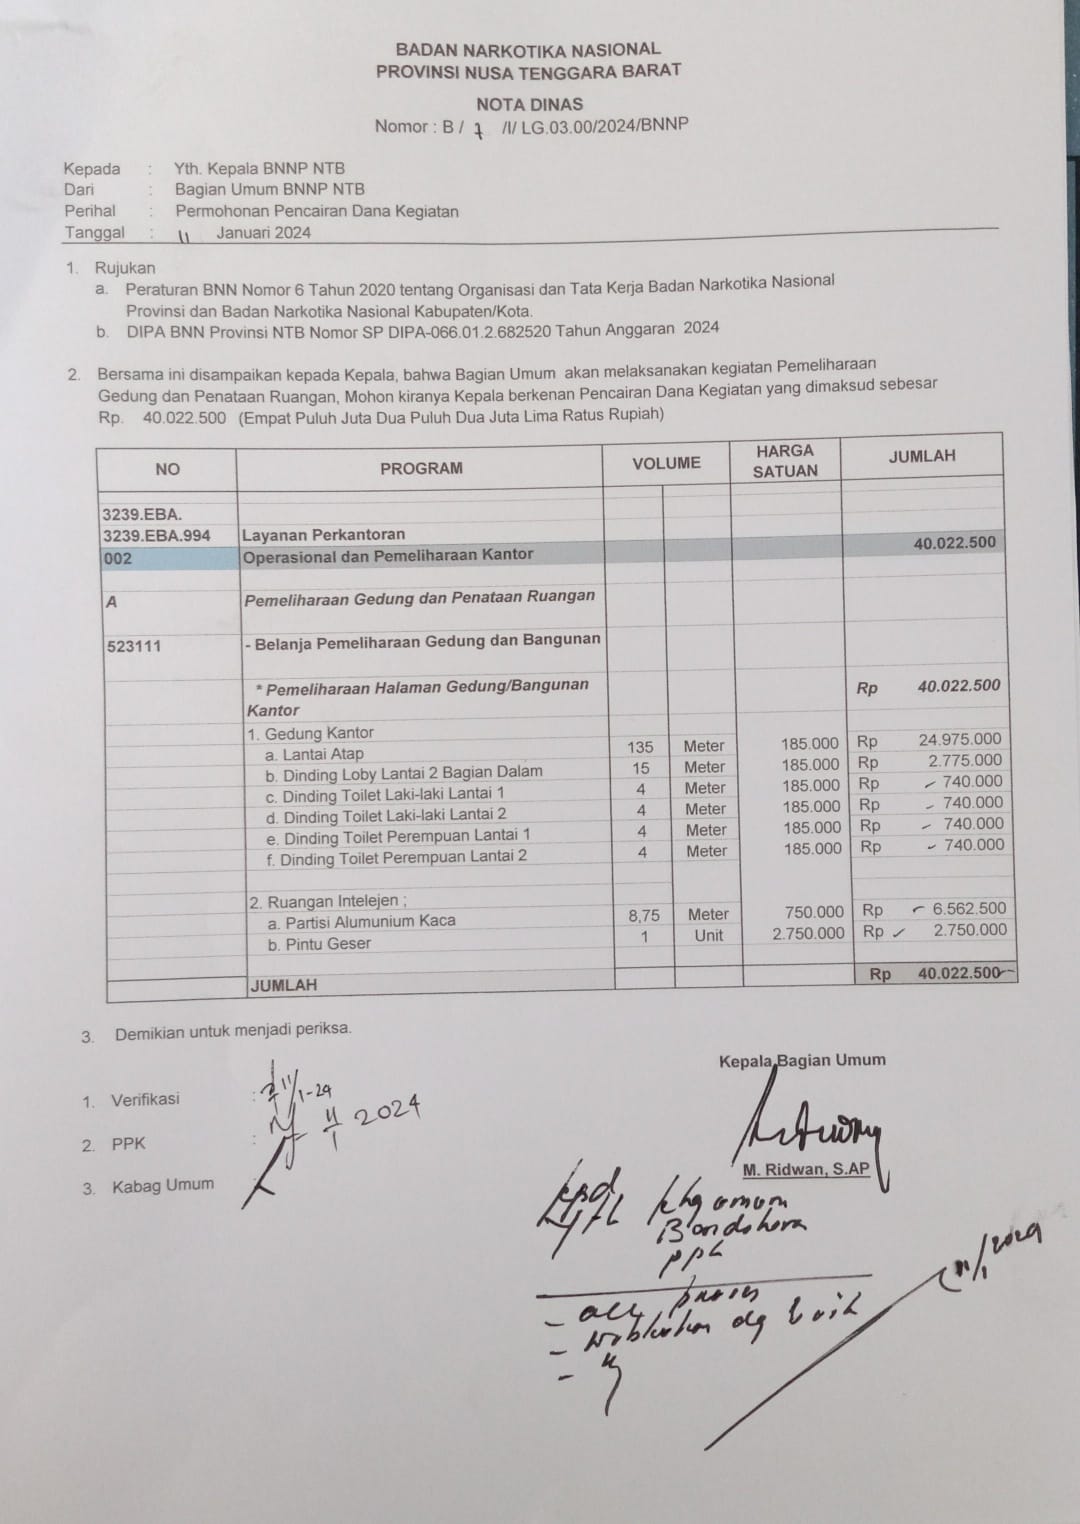 BADAN NARKOTIKA NASIONAL
PROVINSI NUSA TENGGARA BARAT
NOTA DINAS
Nomor : B / 7 /I/ LG.03.00/2024/BNNP
Kepada : Yth. Kepala BNNP NTB
Dari : Bagian Umum BNNP NTB
Perihal : Permohonan Pencairan Dana Kegiatan
Tanggal : 11 Januari 2024
1. Rujukan
a. Peraturan BNN Nomor 6 Tahun 2020 tentang Organisasi dan Tata Kerja Badan Narkotika Nasional
Provinsi dan Badan Narkotika Nasional Kabupaten/Kota.
b. DIPA BNN Provinsi NTB Nomor SP DIPA-066.01.2.682520 Tahun Anggaran 2024
2. Bersama ini disampaikan kepada Kepala, bahwa Bagian Umum akan melaksanakan kegiatan Pemeliharaan
Gedung dan Penataan Ruangan, Mohon kiranya Kepala berkenan Pencairan Dana Kegiatan yang dimaksud sebesar
Rp. 40.022.500 (Empat Puluh Juta Dua Puluh Dua Juta Lima Ratus Rupiah)
NO PROGRAM VOLUME HARGA SATUAN JUMLAH
3239.EBA.
3239.EBA.994 Layanan Perkantoran
002 Operasional dan Pemeliharaan Kantor 40.022.500
A Pemeliharaan Gedung dan Penataan Ruangan
523111 - Belanja Pemeliharaan Gedung dan Bangunan
* Pemeliharaan Halaman Gedung/Bangunan Rp 40.022.500
Kantor
1. Gedung Kantor
a. Lantai Atap 135 Meter 185.000 Rp 24.975.000
b. Dinding Loby Lantai 2 Bagian Dalam 15 Meter 185.000 Rp 2.775.000
c. Dinding Toilet Laki-laki Lantai 1 4 Meter 185.000 Rp 740.000
d. Dinding Toilet Laki-laki Lantai 2 4 Meter 185.000 Rp 740.000
e. Dinding Toilet Perempuan Lantai 1 4 Meter 185.000 Rp 740.000
f. Dinding Toilet Perempuan Lantai 2 4 Meter 185.000 Rp 740.000
2. Ruangan Intelejen ;
a. Partisi Alumunium Kaca 8,75 Meter 750.000 Rp 6.562.500
b. Pintu Geser 1 Unit 2.750.000 Rp 2.750.000
JUMLAH Rp 40.022.500
3. Demikian untuk menjadi periksa.
Kepala Bagian Umum
1. Verifikasi : 11/1-24
2. PPK : 11/1 2024
3. Kabag Umum
M. Ridwan, S.AP
umum
PPK
11/1 2024
acc
dg baik